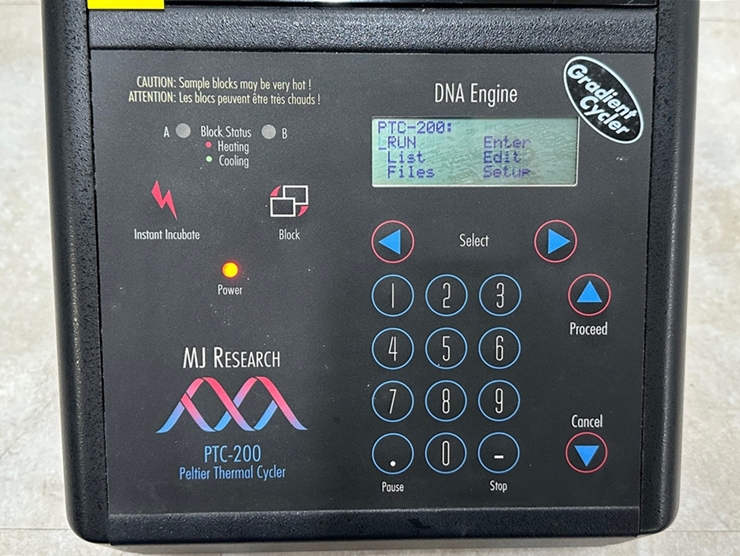 CAUTION: Sample blocks may be very hot !
ATTENTION: Les blocs peuvent être très chauds !
A Block Status B
Heating
Cooling
Instant Incubate
Block
Power
MJ RESEARCH
PTC-200
Peltier Thermal Cycler
DNA Engine
Gradient
Cycler
PTC-200:
_RUN Enter
List Edit
Files Setup
Select
1 2 3
Proceed
4 5 6
7 8 9
Cancel
. 0 -
Pause Stop